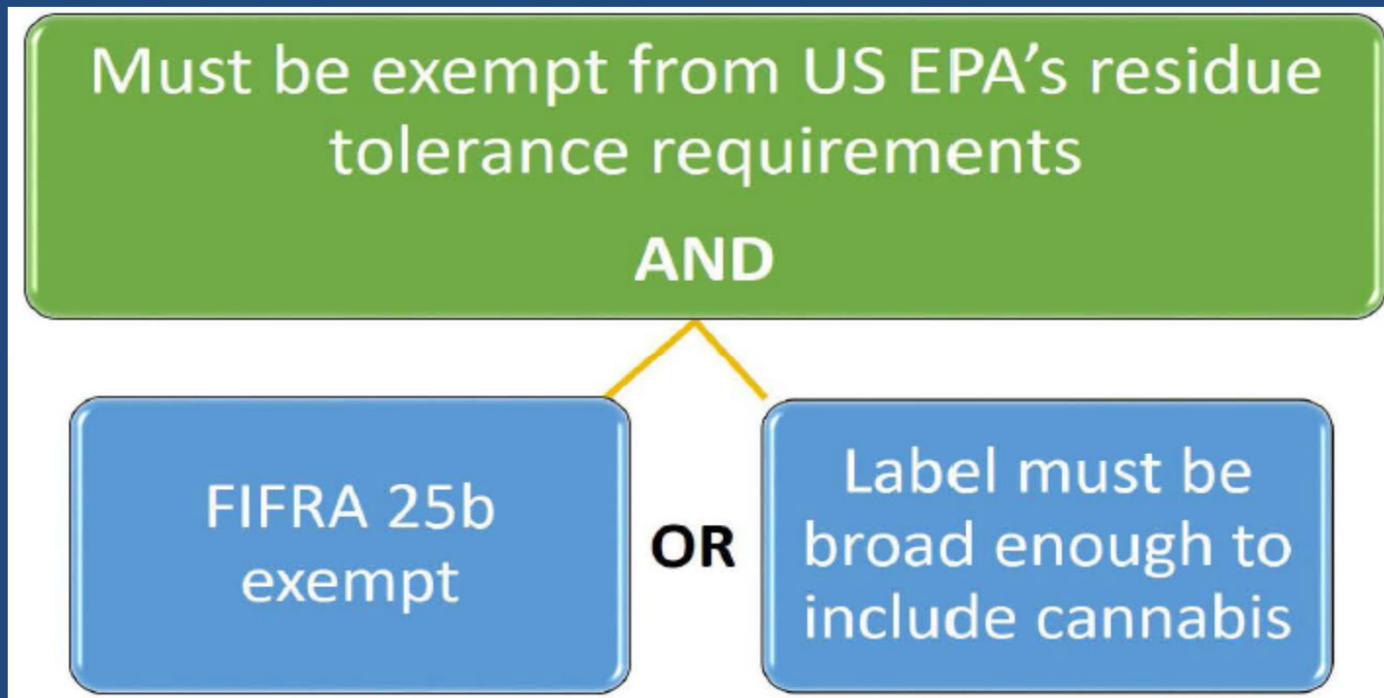 Must be exempt from US EPA’s residue
tolerance requirements
AND
FIFRA 25b
exempt
OR
Label must be
broad enough to
include cannabis